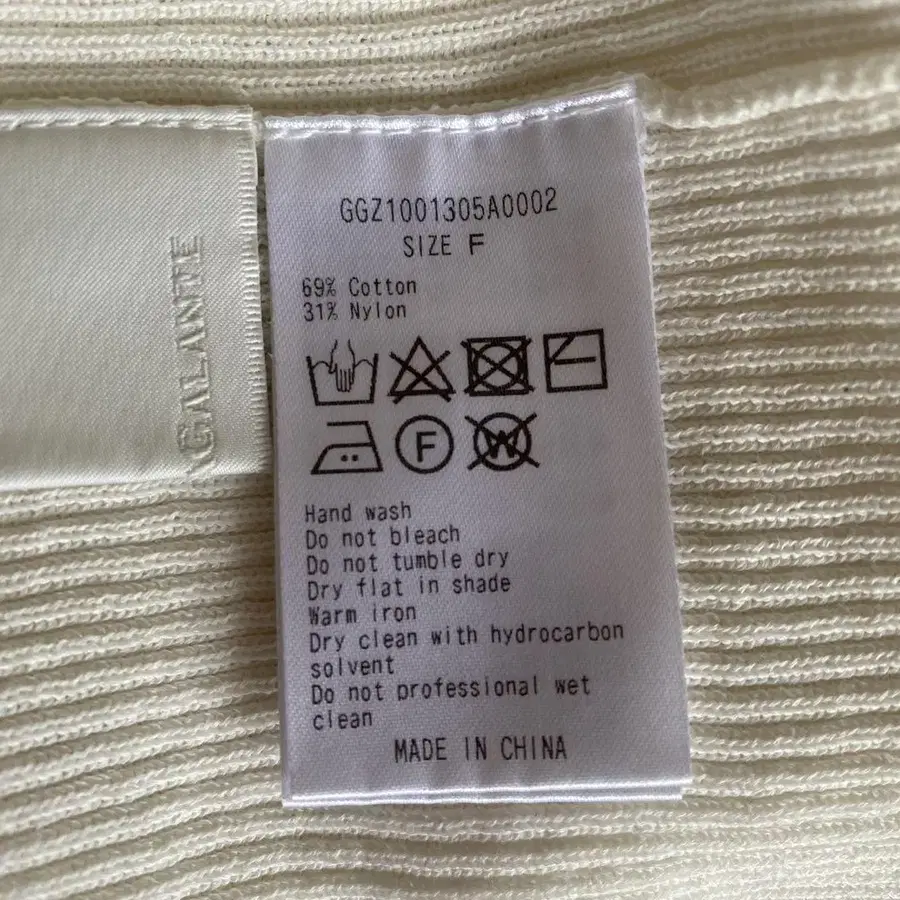 GGZ1001305A0002
SIZE F
69% Cotton
31% Nylon
F
W
Hand wash
Do not bleach
Do not tumble dry
Dry flat in shade
Warm iron
Dry clean with hydrocarbon
solvent
Do not professional wet
clean
MADE IN CHINA